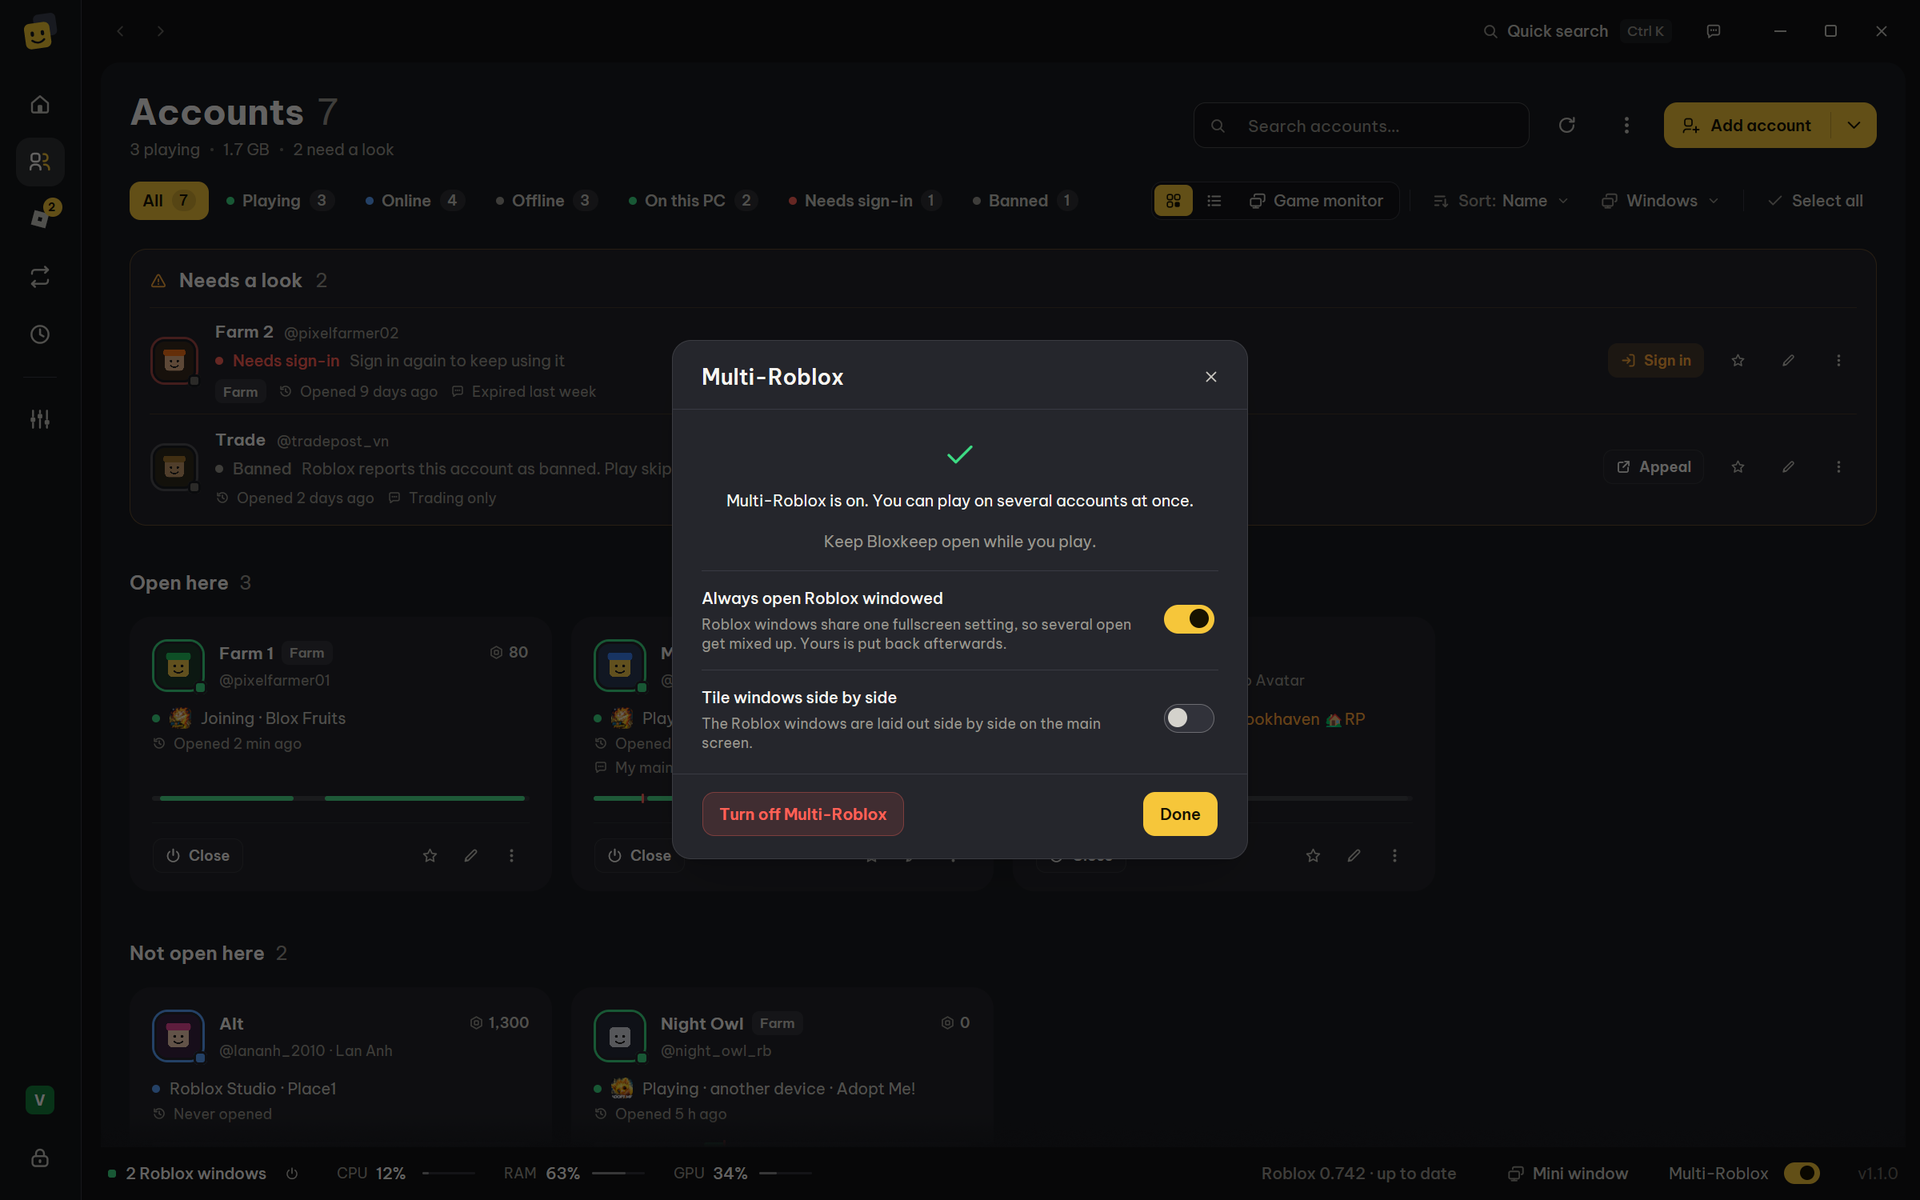 Quick search Ctrl K
Accounts 7
3 playing · 1.7 GB · 2 need a look
Search accounts...
Add account
All 7
Playing 3
Online 4
Offline 3
On this PC 2
Needs sign-in 1
Banned 1
Game monitor
Sort: Name
Windows
Select all
2
Needs a look 2
Farm 2 @pixelfarmer02
Needs sign-in Sign in again to keep using it
Farm Opened 9 days ago Expired last week
Sign in
Trade @tradepost_vn
Banned Roblox reports this account as banned. Play skip
Opened 2 days ago Trading only
Appeal
Multi-Roblox
Multi-Roblox is on. You can play on several accounts at once.
Keep Bloxkeep open while you play.
Always open Roblox windowed
Roblox windows share one fullscreen setting, so several open
get mixed up. Yours is put back afterwards.
Tile windows side by side
The Roblox windows are laid out side by side on the main
screen.
Turn off Multi-Roblox
Done
Open here 3
Farm 1 Farm 80
@pixelfarmer01
Joining · Blox Fruits
Opened 2 min ago
Close
M
@
Play
Opened
My main
Close
Avatar
ookhaven RP
Not open here 2
Alt 1,300
@lananh_2010 · Lan Anh
Roblox Studio · Place1
Never opened
Night Owl Farm 0
@night_owl_rb
Playing · another device · Adopt Me!
Opened 5 h ago
V
2 Roblox windows
CPU 12%
RAM 63%
GPU 34%
Roblox 0.742 · up to date
Mini window
Multi-Roblox
v1.1.0